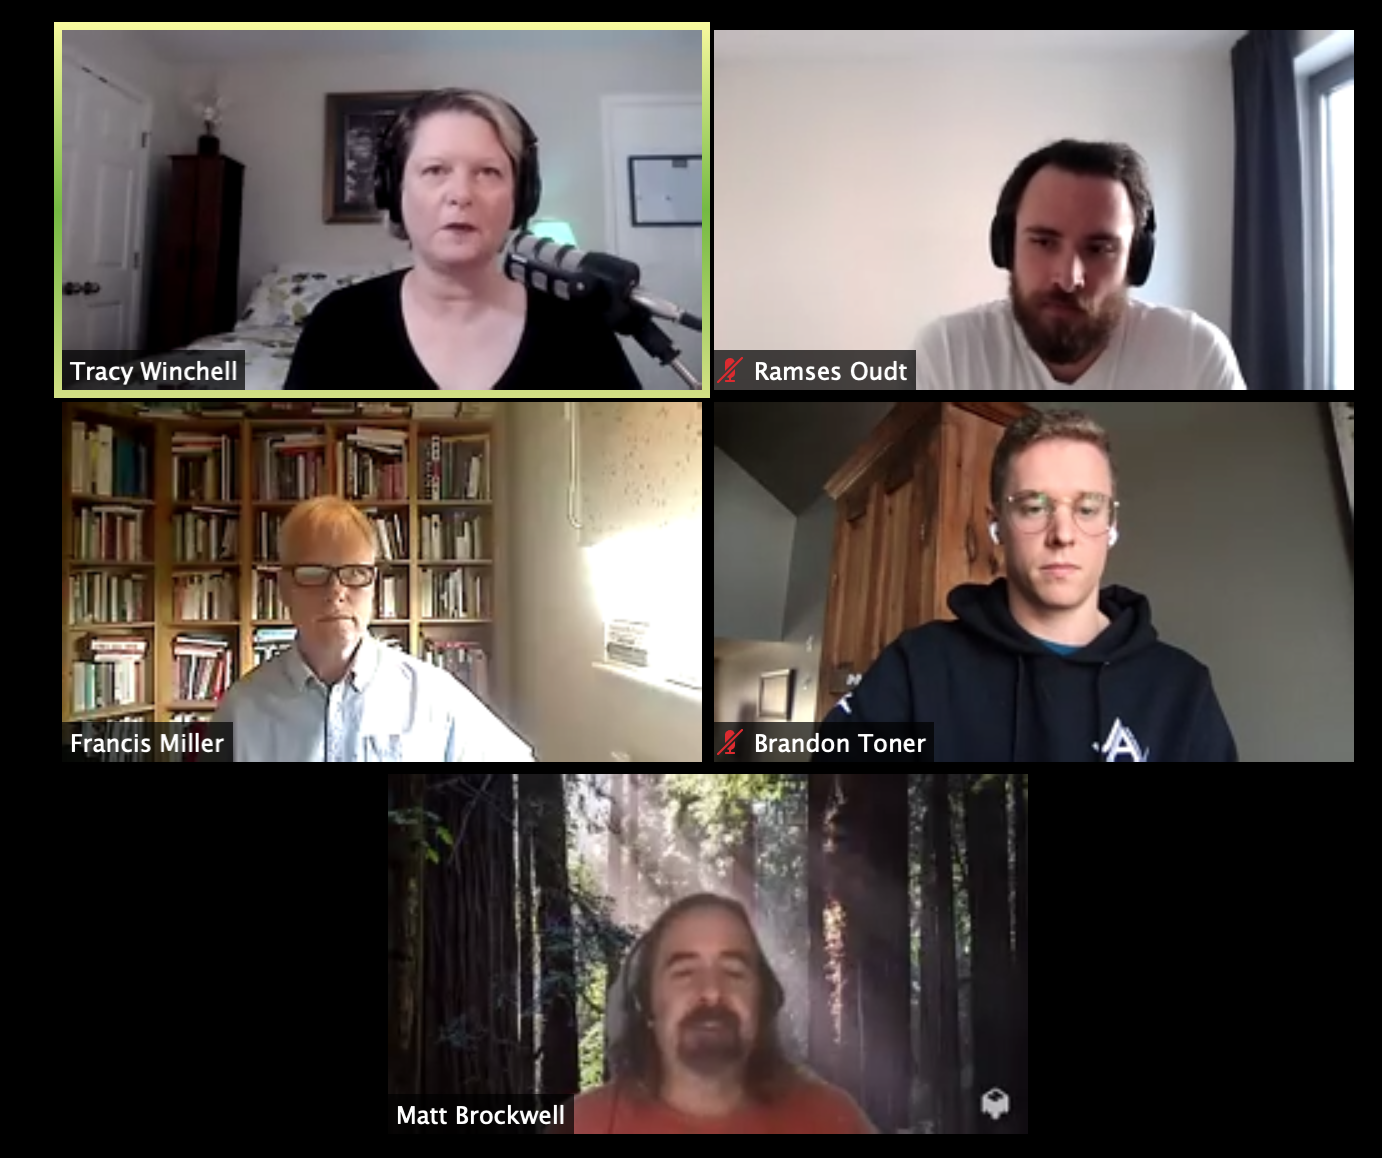 Tracy Winchell
Ramses Oudt
Francis Miller
Brandon Toner
Matt Brockwell